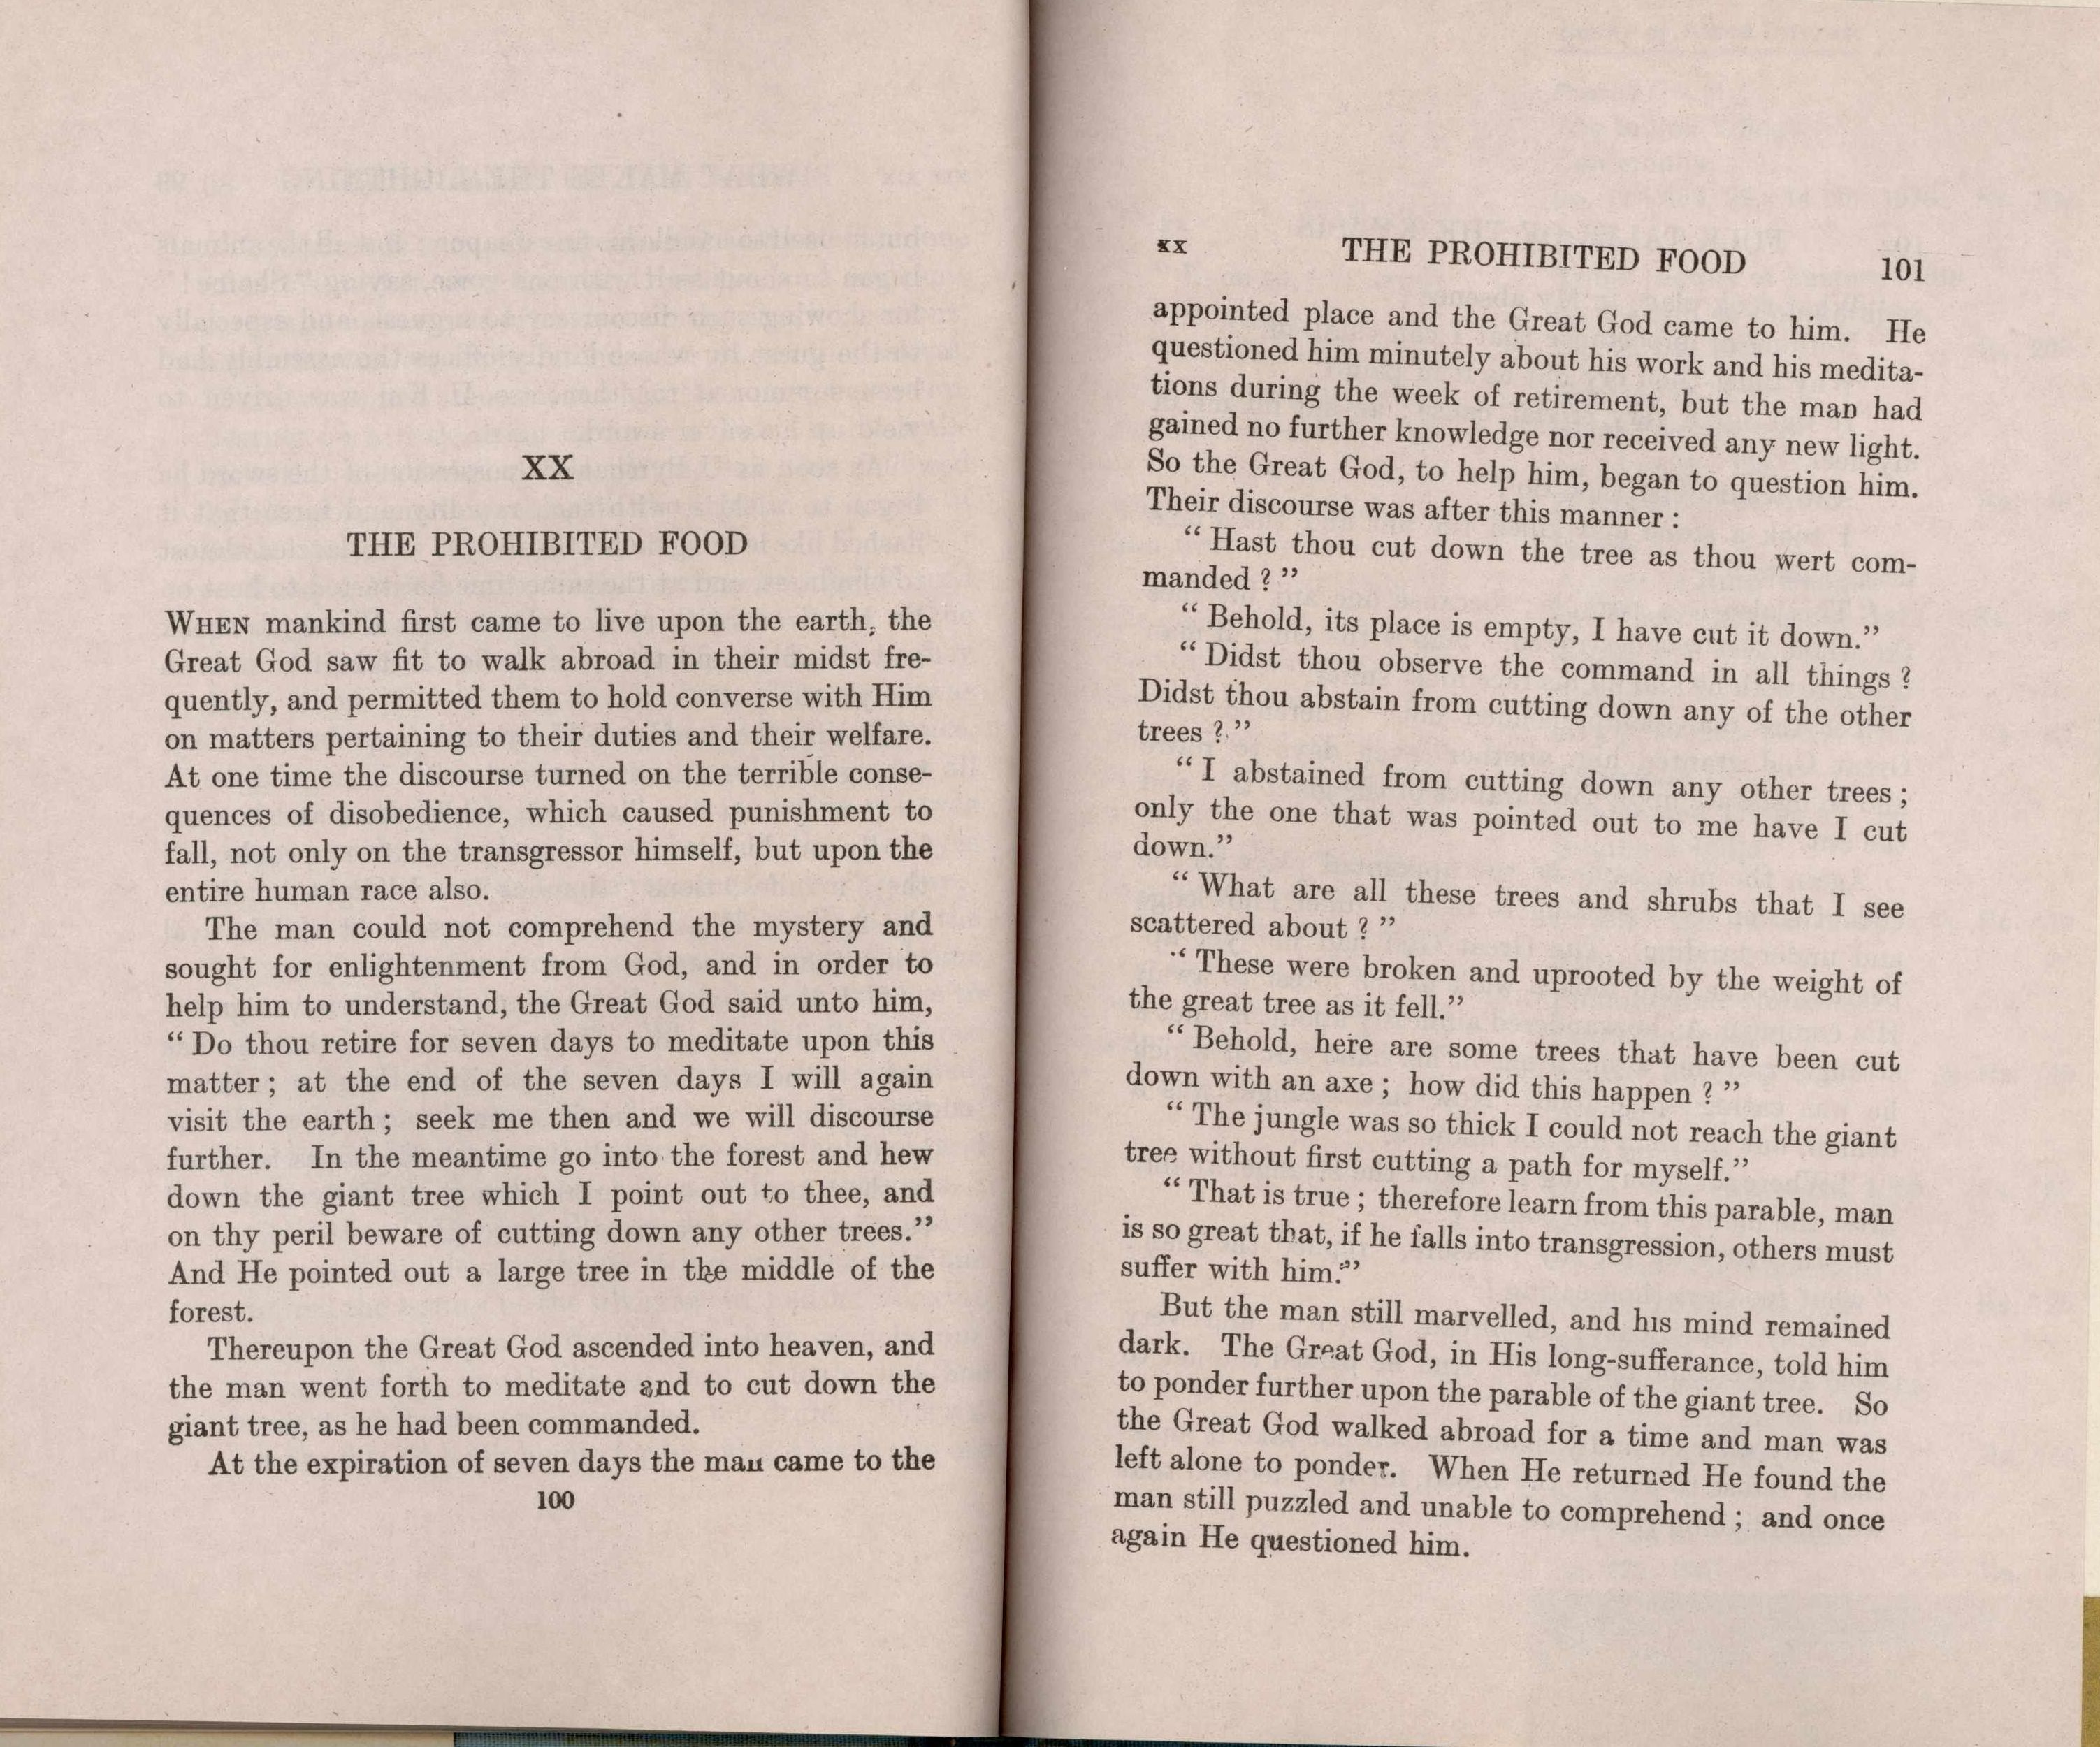 XX
THE PROHIBITED FOOD
WHEN mankind first came to live upon the earth, the
Great God saw fit to walk abroad in their midst fre-
quently, and permitted them to hold converse with Him
on matters pertaining to their duties and their welfare.
At one time the discourse turned on the terrible conse-
quences of disobedience, which caused punishment to
fall, not only on the transgressor himself, but upon the
entire human race also.
The man could not comprehend the mystery and
sought for enlightenment from God, and in order to
help him to understand, the Great God said unto him,
“ Do thou retire for seven days to meditate upon this
matter ; at the end of the seven days I will again
visit the earth ; seek me then and we will discourse
further. In the meantime go into the forest and hew
down the giant tree which I point out to thee, and
on thy peril beware of cutting down any other trees.”
And He pointed out a large tree in the middle of the
forest.
Thereupon the Great God ascended into heaven, and
the man went forth to meditate and to cut down the
giant tree, as he had been commanded.
At the expiration of seven days the man came to the
100
xx THE PROHIBITED FOOD 101
appointed place and the Great God came to him. He
questioned him minutely about his work and his medita-
tions during the week of retirement, but the man had
gained no further knowledge nor received any new light.
So the Great God, to help him, began to question him.
Their discourse was after this manner :
“ Hast thou cut down the tree as thou wert com-
manded ? ”
“ Behold, its place is empty, I have cut it down.”
“ Didst thou observe the command in all things ?
Didst thou abstain from cutting down any of the other
trees ? ”
“ I abstained from cutting down any other trees ;
only the one that was pointed out to me have I cut
down.”
“ What are all these trees and shrubs that I see
scattered about ? ”
“ These were broken and uprooted by the weight of
the great tree as it fell.”
“ Behold, here are some trees that have been cut
down with an axe ; how did this happen ? ”
“ The jungle was so thick I could not reach the giant
tree without first cutting a path for myself.”
“ That is true ; therefore learn from this parable, man
is so great that, if he falls into transgression, others must
suffer with him.”
But the man still marvelled, and his mind remained
dark. The Great God, in His long-sufferance, told him
to ponder further upon the parable of the giant tree. So
the Great God walked abroad for a time and man was
left alone to ponder. When He returned He found the
man still puzzled and unable to comprehend ; and once
again He questioned him.